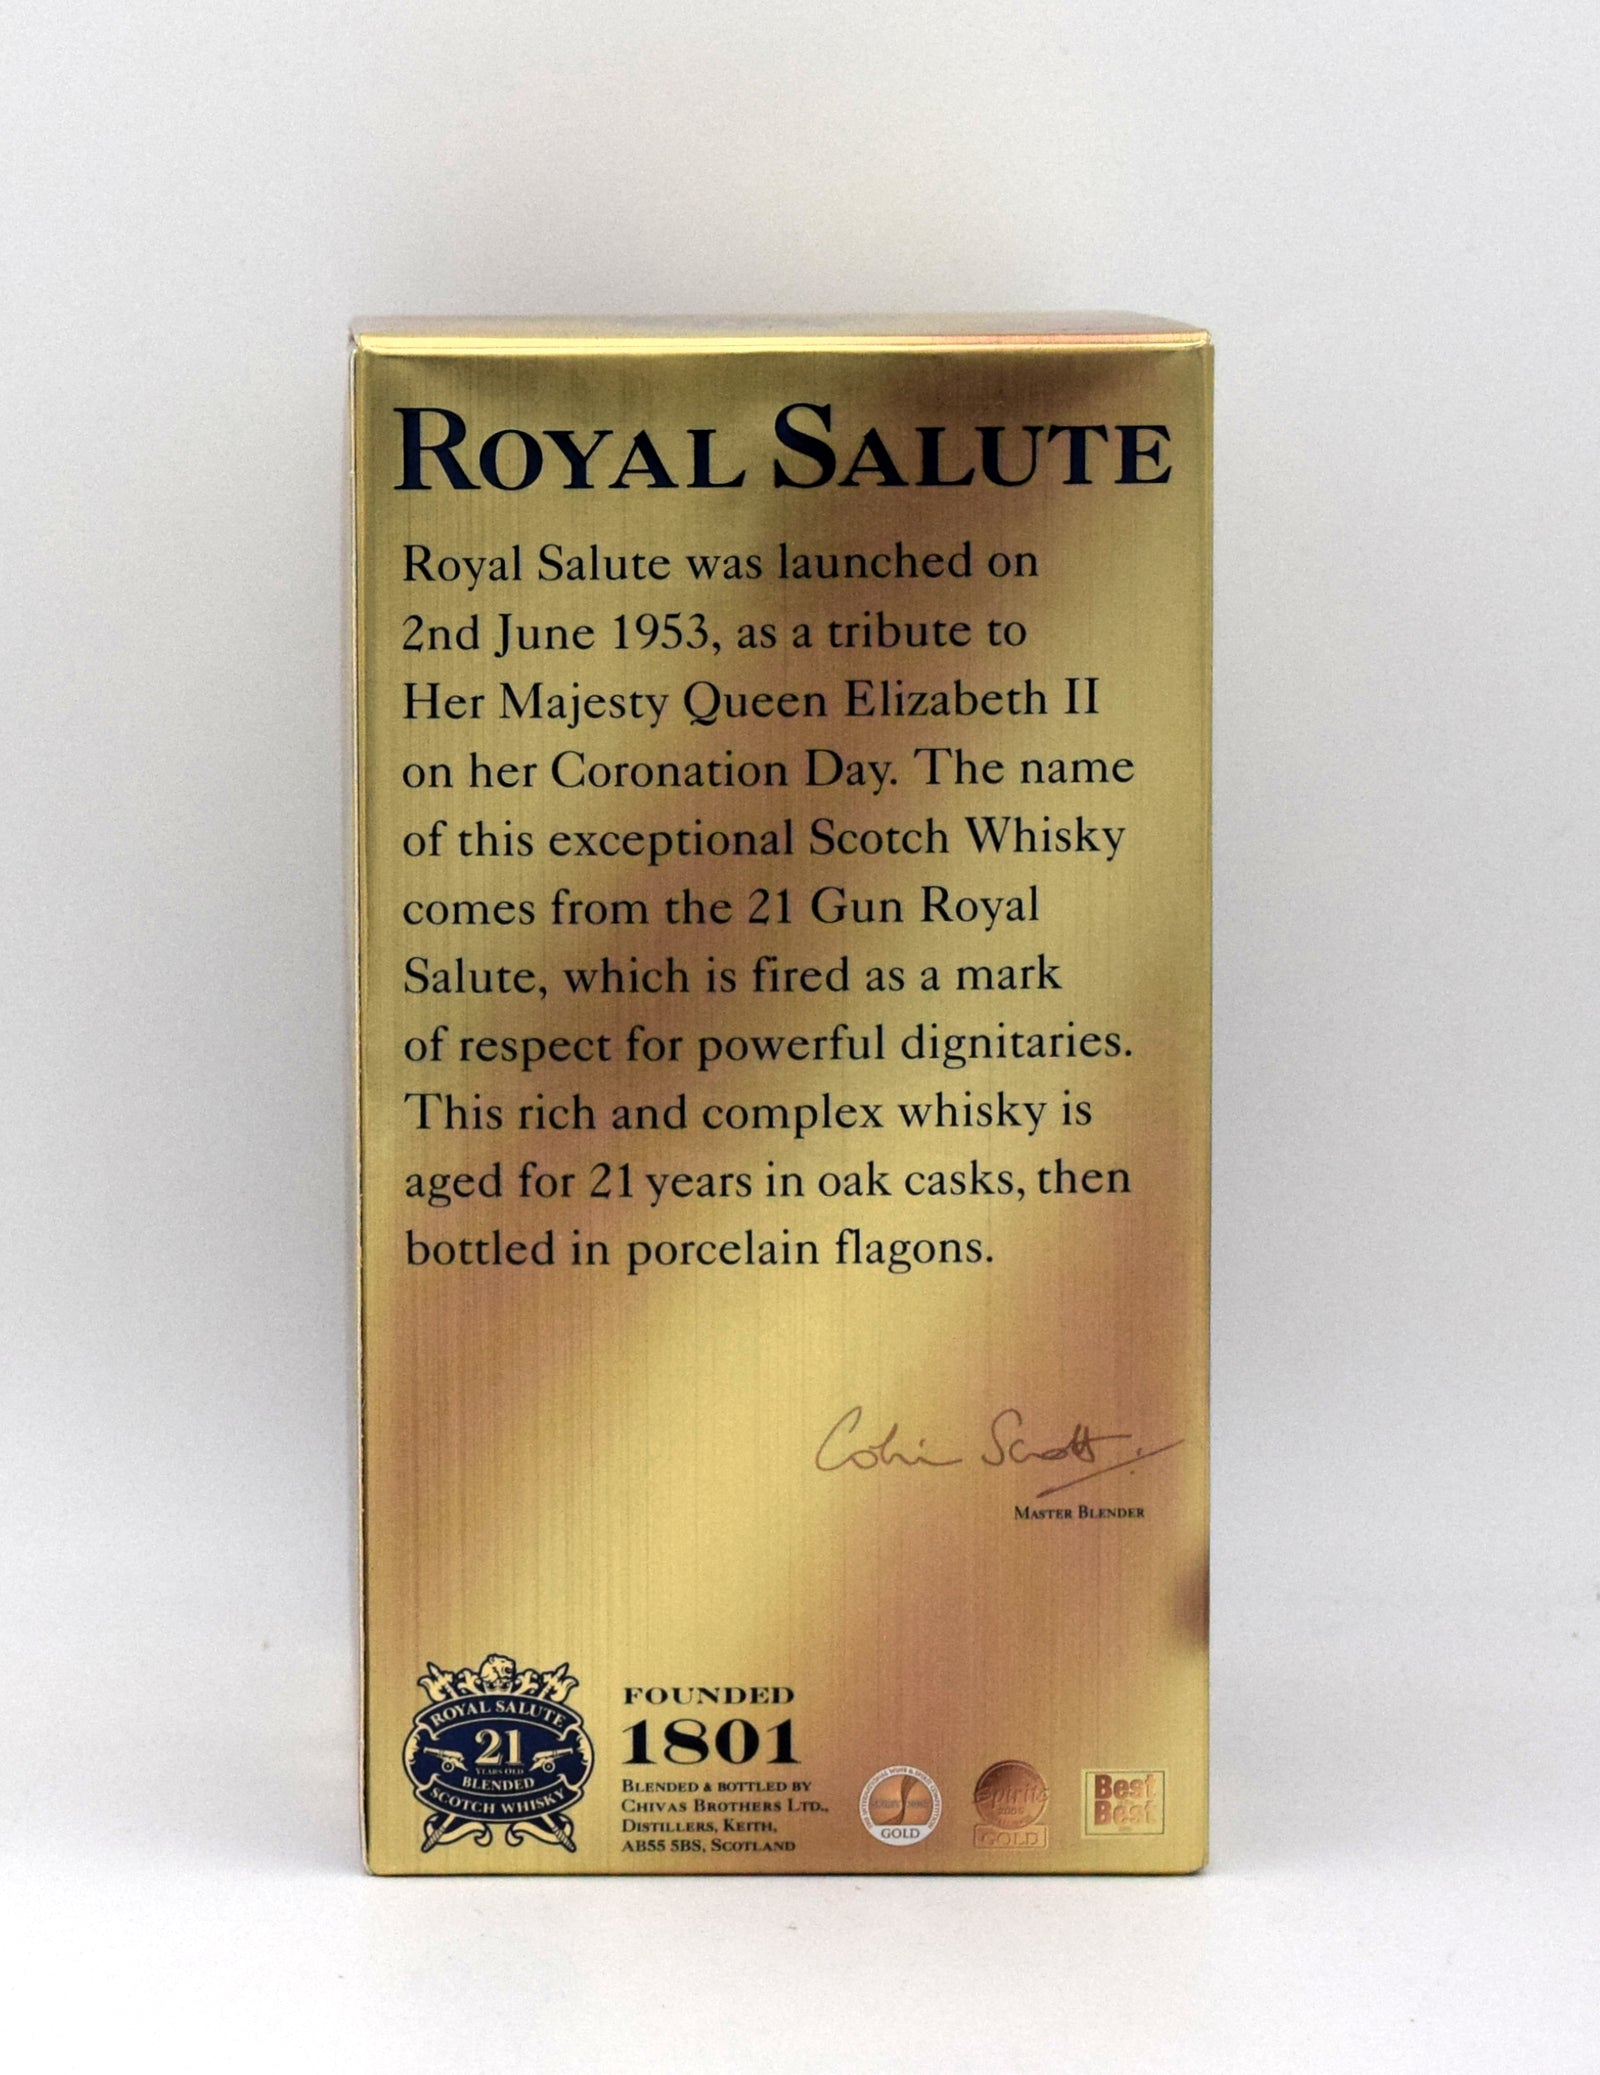 ROYAL SALUTE
Royal Salute was launched on
2nd June 1953, as a tribute to
Her Majesty Queen Elizabeth II
on her Coronation Day. The name
of this exceptional Scotch Whisky
comes from the 21 Gun Royal
Salute, which is fired as a mark
of respect for powerful dignitaries.
This rich and complex whisky is
aged for 21 years in oak casks, then
bottled in porcelain flagons.
Colin Scott
MASTER BLENDER
ROYAL SALUTE
21
YEARS OLD
BLENDED
SCOTCH WHISKY
FOUNDED
1801
BLENDED & BOTTLED BY
CHIVAS BROTHERS LTD.,
DISTILLERS, KEITH,
AB55 5BS, SCOTLAND
GOLD
Spirits
GOLD
Best
Best